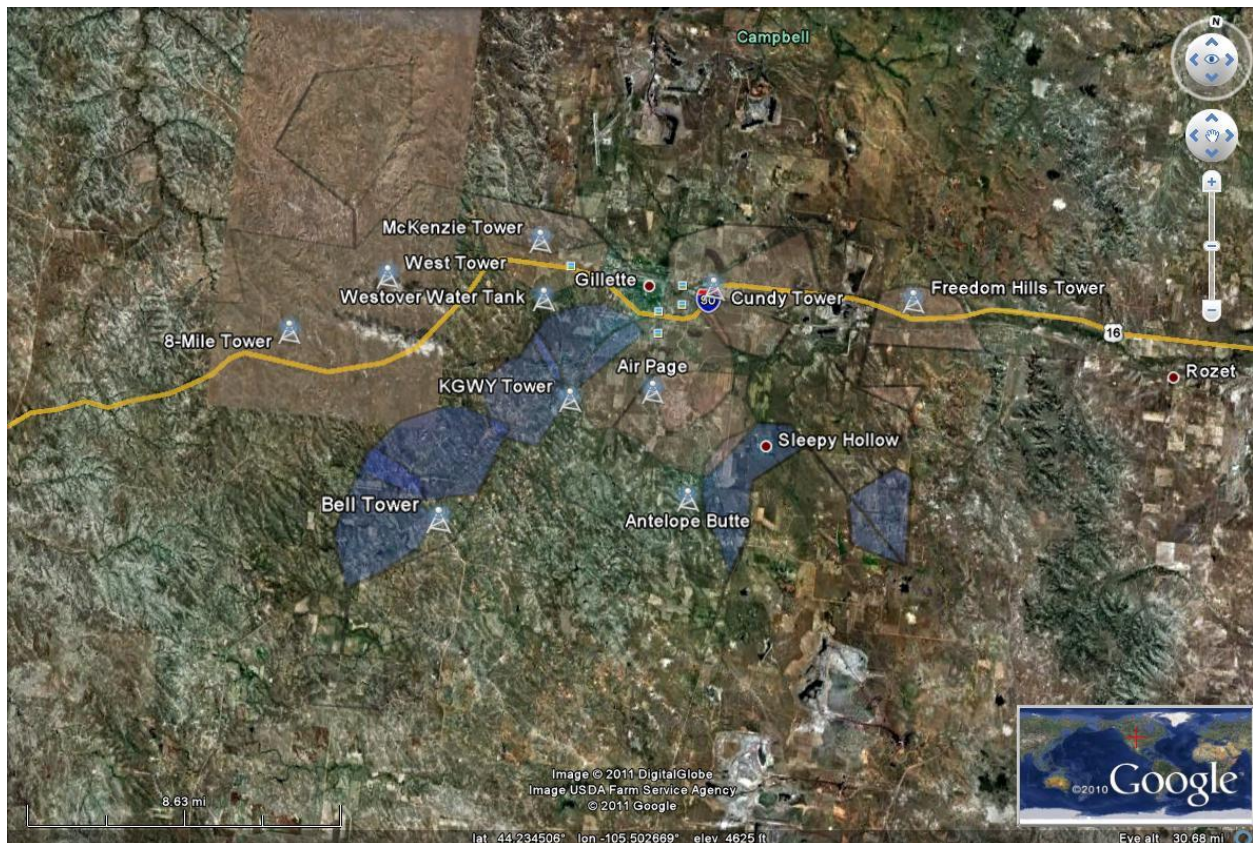 N
Campbell
McKenzie Tower
West Tower
Gillette
Westover Water Tank
90
Cundy Tower
Freedom Hills Tower
16
8-Mile Tower
Air Page
Rozet
KGWY Tower
Sleepy Hollow
Bell Tower
Antelope Butte
Image © 2011 DigitalGlobe
Image USDA Farm Service Agency
© 2011 Google
8.63 mi
©2010 Google
lat 44.234506° lon -105.502669° elev 4625 ft
Eye alt 30.68 mi